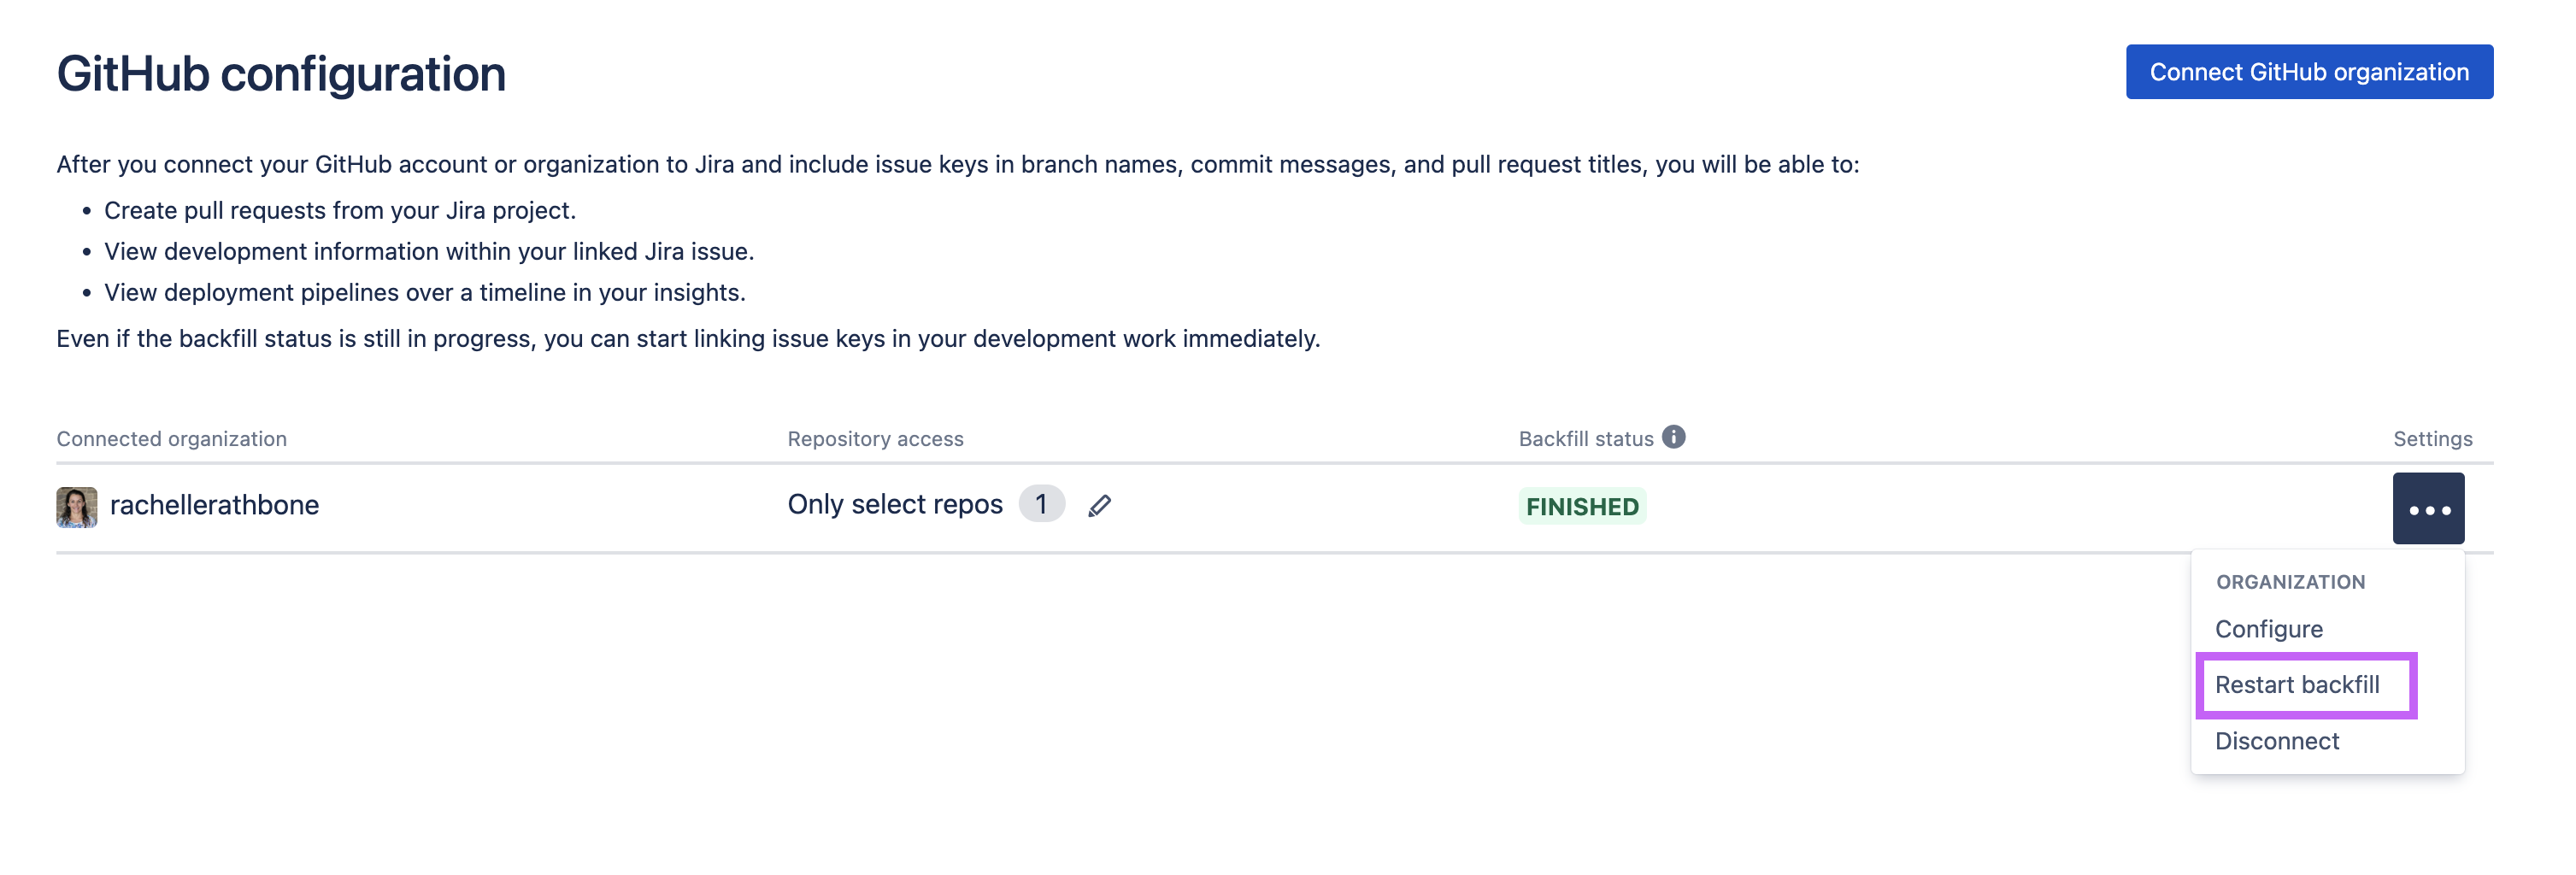 GitHub configuration
Connect GitHub organization
After you connect your GitHub account or organization to Jira and include issue keys in branch names, commit messages, and pull request titles, you will be able to:
• Create pull requests from your Jira project.
• View development information within your linked Jira issue.
• View deployment pipelines over a timeline in your insights.
Even if the backfill status is still in progress, you can start linking issue keys in your development work immediately.
Connected organization Repository access Backfill status Settings
rachellerathbone Only select repos 1 FINISHED
ORGANIZATION
Configure
Restart backfill
Disconnect